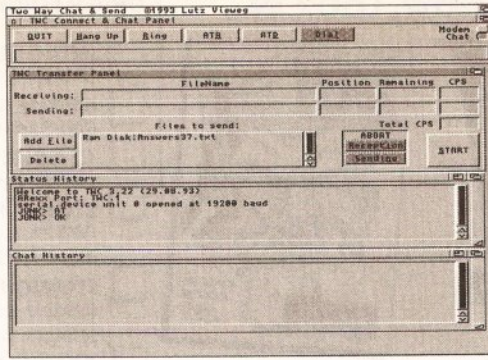 Two Way Chat & Send ©1993 Lutz Vieweg
TWC Connect & Chat Panel
QUIT Hang Up Ring ATA ATD Dial Modem Chat
TWC Transfer Panel
FileName Position Remaining CPS
Receiving:
Sending:
Files to send: Total CPS
Add File Ram Disk:Answers37.txt ABORT
Reception START
Delete Sending
Status History
Welcome to TWC 3.22 (29.08.93)
ARexx Port: TWC.1
serial.device unit 0 opened at 19200 baud
JUNK> AT
JUNK> OK
Chat History